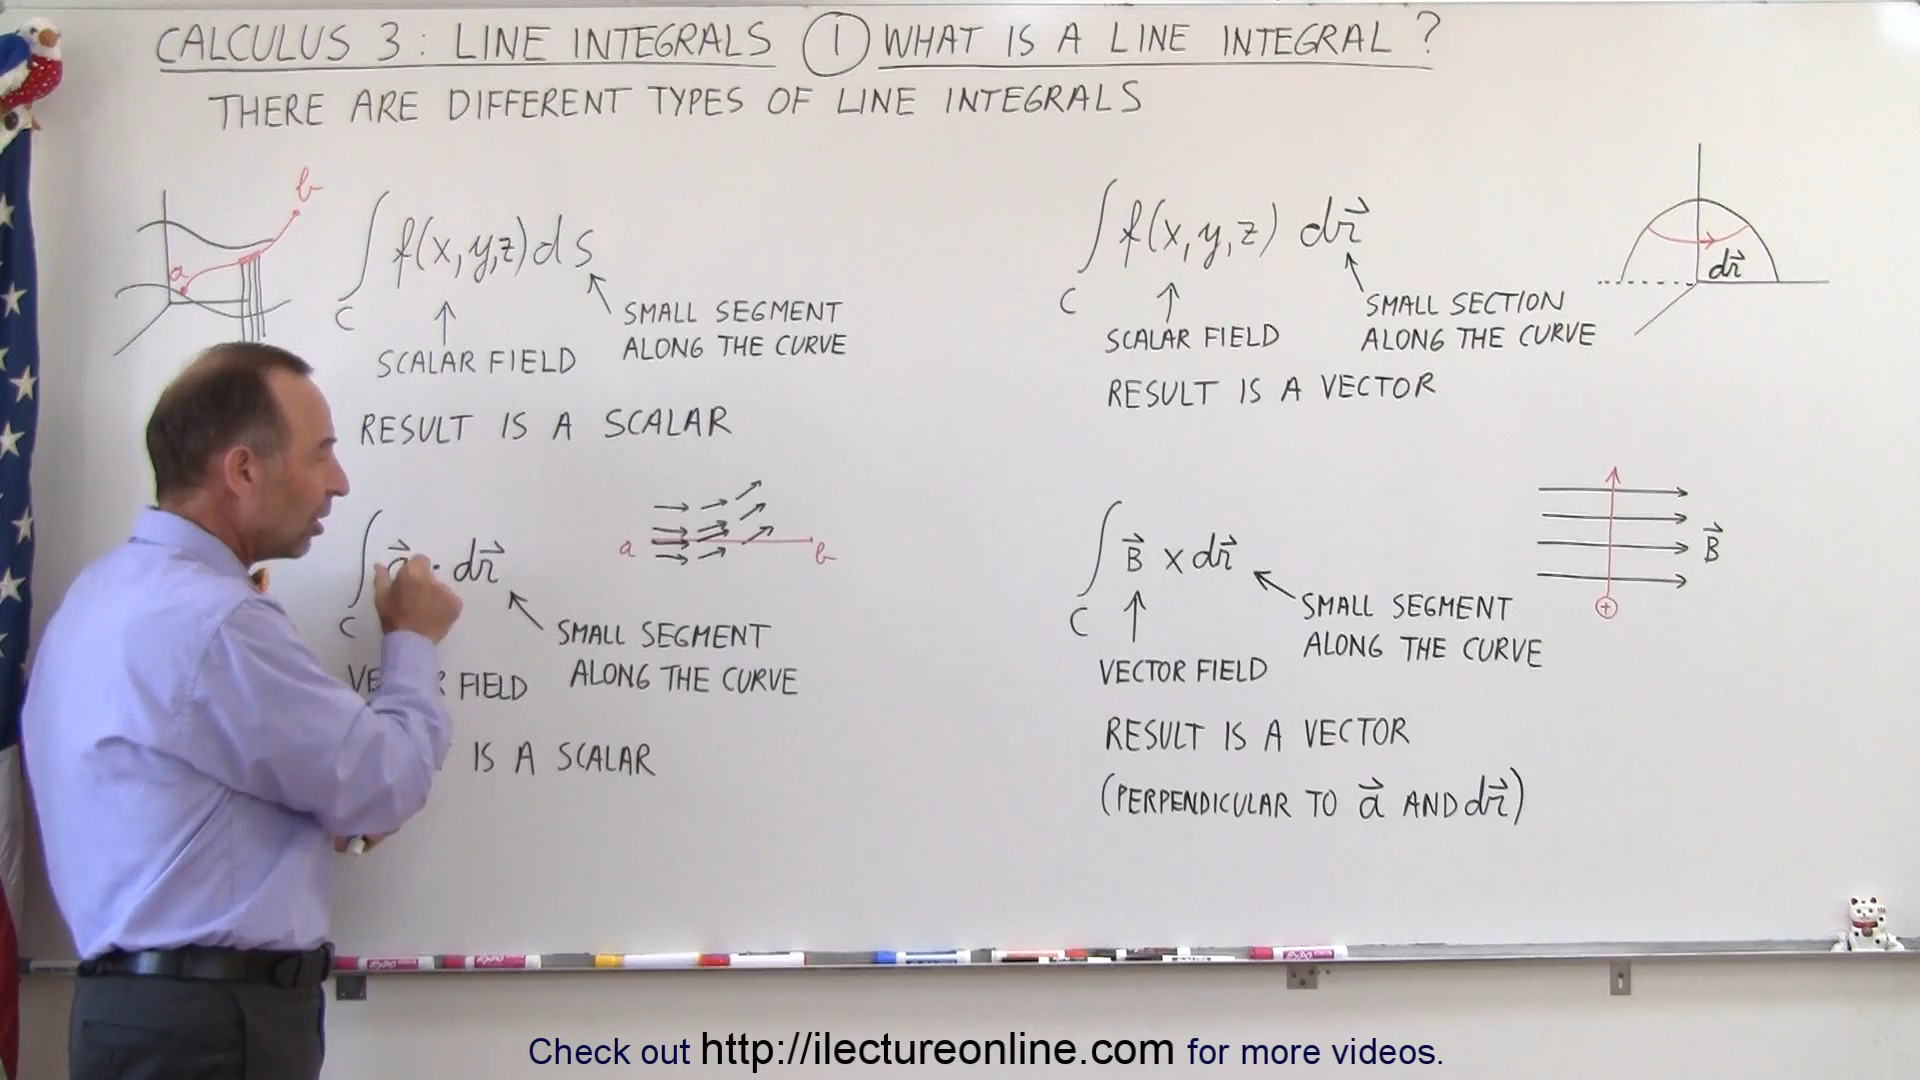 CALCULUS 3 : LINE INTEGRALS ① WHAT IS A LINE INTEGRAL ?
THERE ARE DIFFERENT TYPES OF LINE INTEGRALS
b
a
∫ f(x,y,z) ds
C
SCALAR FIELD
SMALL SEGMENT
ALONG THE CURVE
RESULT IS A SCALAR
a b
∫ a⃗ · dr⃗
C
FIELD
SMALL SEGMENT
ALONG THE CURVE
IS A SCALAR
∫ f(x,y,z) dr⃗
C
SCALAR FIELD
SMALL SECTION
ALONG THE CURVE
RESULT IS A VECTOR
dr⃗
∫ B⃗ x dr⃗
C
VECTOR FIELD
SMALL SEGMENT
ALONG THE CURVE
RESULT IS A VECTOR
(PERPENDICULAR TO a⃗ AND dr⃗)
B⃗
+
Check out http://ilectureonline.com for more videos.